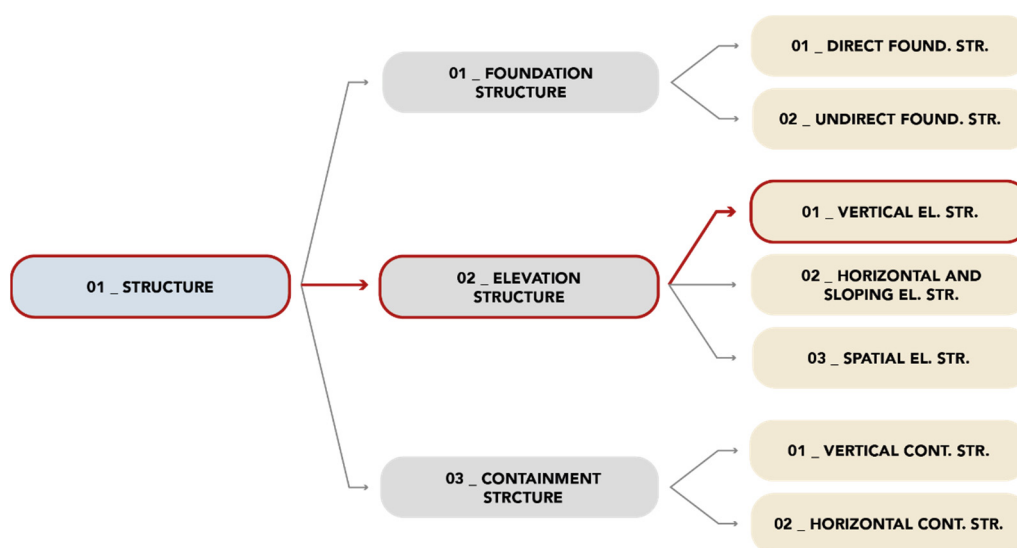 01 _ STRUCTURE
01 _ FOUNDATION
STRUCTURE
02 _ ELEVATION
STRUCTURE
03 _ CONTAINMENT
STRCTURE
01 _ DIRECT FOUND. STR.
02 _ UNDIRECT FOUND. STR.
01 _ VERTICAL EL. STR.
02 _ HORIZONTAL AND
SLOPING EL. STR.
03 _ SPATIAL EL. STR.
01 _ VERTICAL CONT. STR.
02 _ HORIZONTAL CONT. STR.